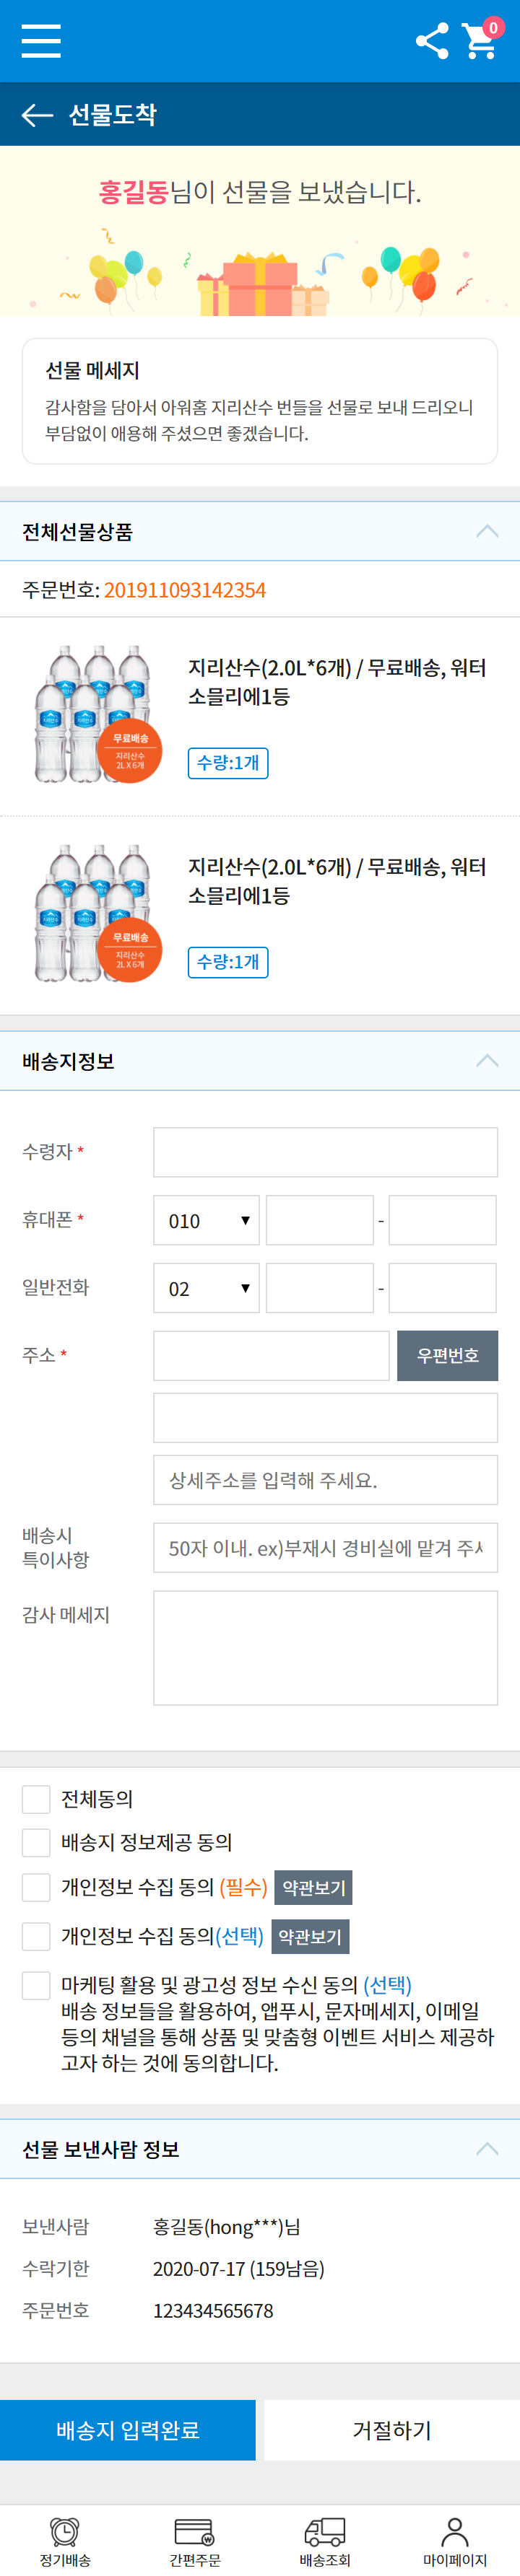 0
선물도착
홍길동님이 선물을 보냈습니다.
선물 메세지
감사함을 담아서 아워홈 지리산수 번들을 선물로 보내 드리오니
부담없이 애용해 주셨으면 좋겠습니다.
전체선물상품
주문번호: 201911093142354
지리산수(2.0L*6개) / 무료배송, 워터
소믈리에1등
무료배송
지리산수
2L X 6개
수량:1개
지리산수(2.0L*6개) / 무료배송, 워터
소믈리에1등
무료배송
지리산수
2L X 6개
수량:1개
배송지정보
수령자 *
휴대폰 * 010 ▼ -
일반전화 02 ▼ -
주소 * 우편번호
상세주소를 입력해 주세요.
배송시
특이사항
50자 이내. ex)부재시 경비실에 맡겨 주시
감사 메세지
전체동의
배송지 정보제공 동의
개인정보 수집 동의 (필수) 약관보기
개인정보 수집 동의(선택) 약관보기
마케팅 활용 및 광고성 정보 수신 동의 (선택)
배송 정보들을 활용하여, 앱푸시, 문자메세지, 이메일
등의 채널을 통해 상품 및 맞춤형 이벤트 서비스 제공하
고자 하는 것에 동의합니다.
선물 보낸사람 정보
보낸사람 홍길동(hong***)님
수락기한 2020-07-17 (159남음)
주문번호 123434565678
배송지 입력완료 거절하기
정기배송 간편주문 배송조회 마이페이지